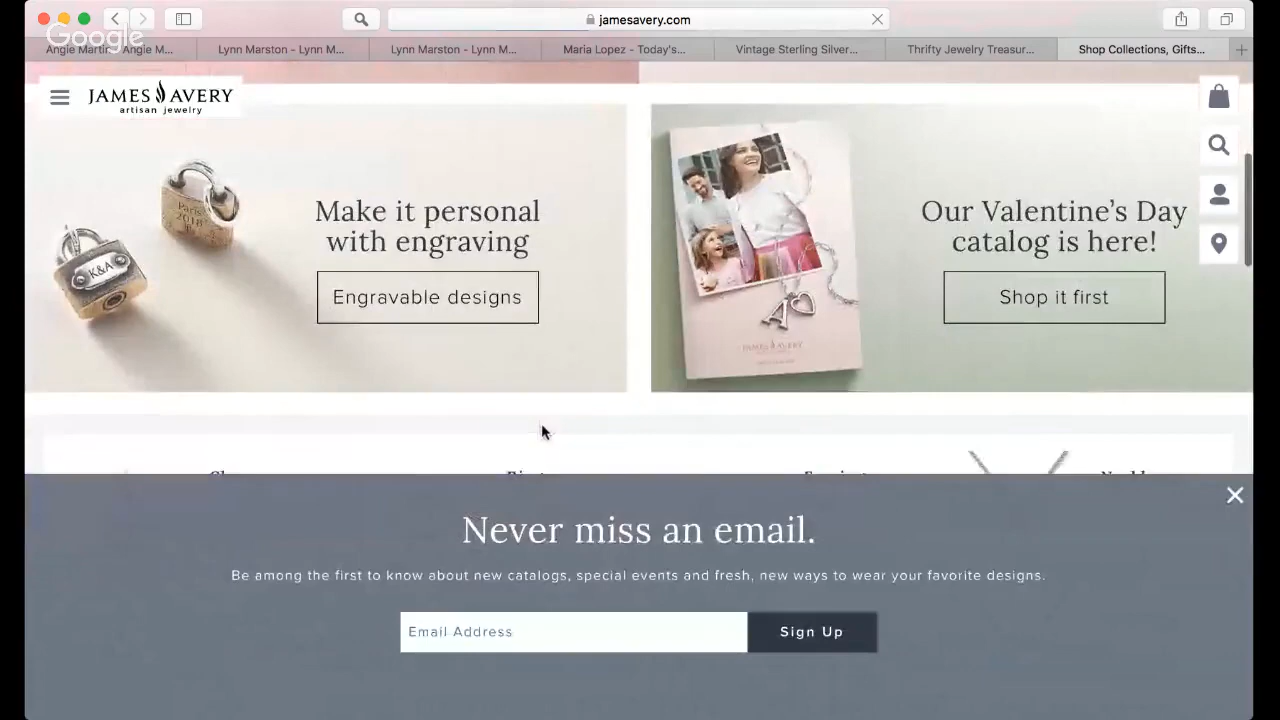 jamesavery.com
Google
Angie Martin - Angie M...
Lynn Marston - Lynn M...
Lynn Marston - Lynn M...
Maria Lopez - Today's...
Vintage Sterling Silver...
Thrifty Jewelry Treasur...
Shop Collections, Gifts...
JAMES AVERY
artisan jewelry
Make it personal
with engraving
Engravable designs
Paris
2018
K&A
Our Valentine's Day
catalog is here!
Shop it first
A
JAMES AVERY
Never miss an email.
Be among the first to know about new catalogs, special events and fresh, new ways to wear your favorite designs.
Email Address
Sign Up